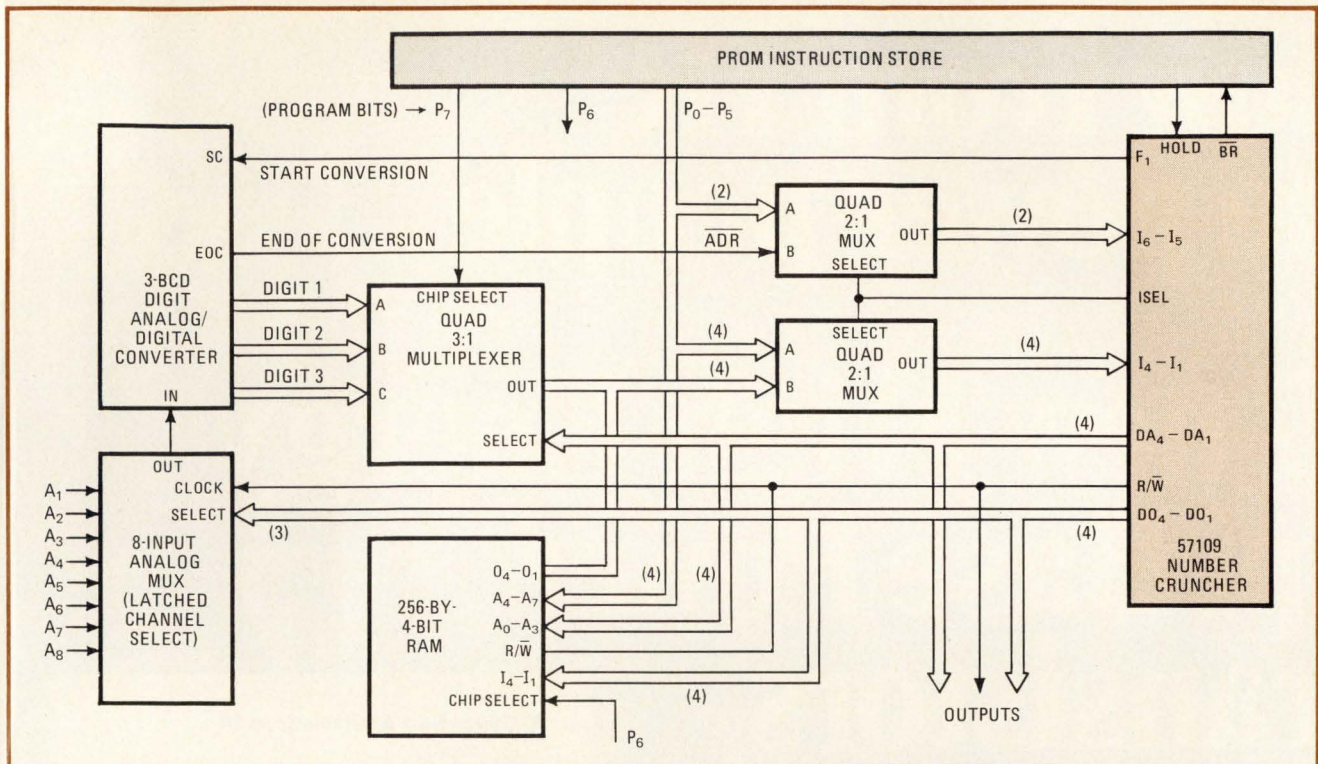 PROM INSTRUCTION STORE
(PROGRAM BITS) → P₇
P₆
P₀ – P₅
HOLD
B̅R̅
SC
START CONVERSION
F₁
(2)
A
QUAD
2:1
MUX
OUT
(2)
I₆ – I₅
EOC
END OF CONVERSION
A̅D̅R̅
B
SELECT
3-BCD
DIGIT
ANALOG/
DIGITAL
CONVERTER
DIGIT 1
DIGIT 2
DIGIT 3
IN
A
B
C
CHIP SELECT
QUAD
3:1
MULTIPLEXER
OUT
SELECT
ISEL
(4)
(4)
A
B
SELECT
QUAD
2:1
MUX
OUT
(4)
I₄ – I₁
(4)
DA₄ – DA₁
R/W̅
DO₄ – DO₁
(4)
57109
NUMBER
CRUNCHER
OUT
CLOCK
SELECT
(3)
8-INPUT
ANALOG
MUX
(LATCHED
CHANNEL
SELECT)
A₁
A₂
A₃
A₄
A₅
A₆
A₇
A₈
256-BY-
4-BIT
RAM
O₄–O₁
A₄–A₇
A₀–A₃
R/W̅
I₄–I₁
CHIP SELECT
(4)
(4)
(4)
P₆
OUTPUTS